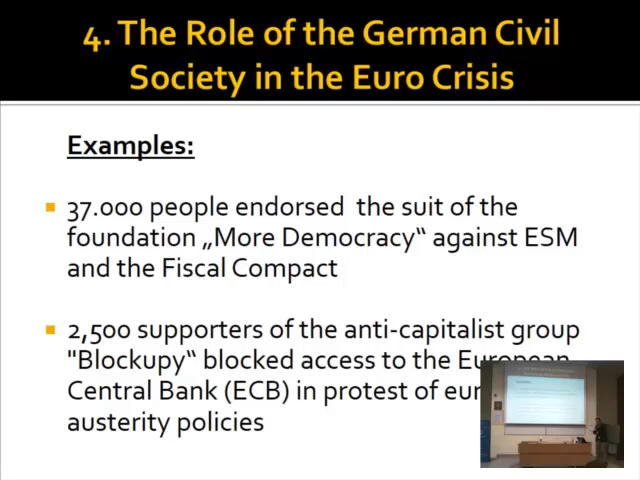 4. The Role of the German Civil
Society in the Euro Crisis
Examples:
37.000 people endorsed the suit of the
foundation „More Democracy“ against ESM
and the Fiscal Compact
2,500 supporters of the anti-capitalist group
"Blockupy“ blocked access to the European
Central Bank (ECB) in protest of eur
austerity policies